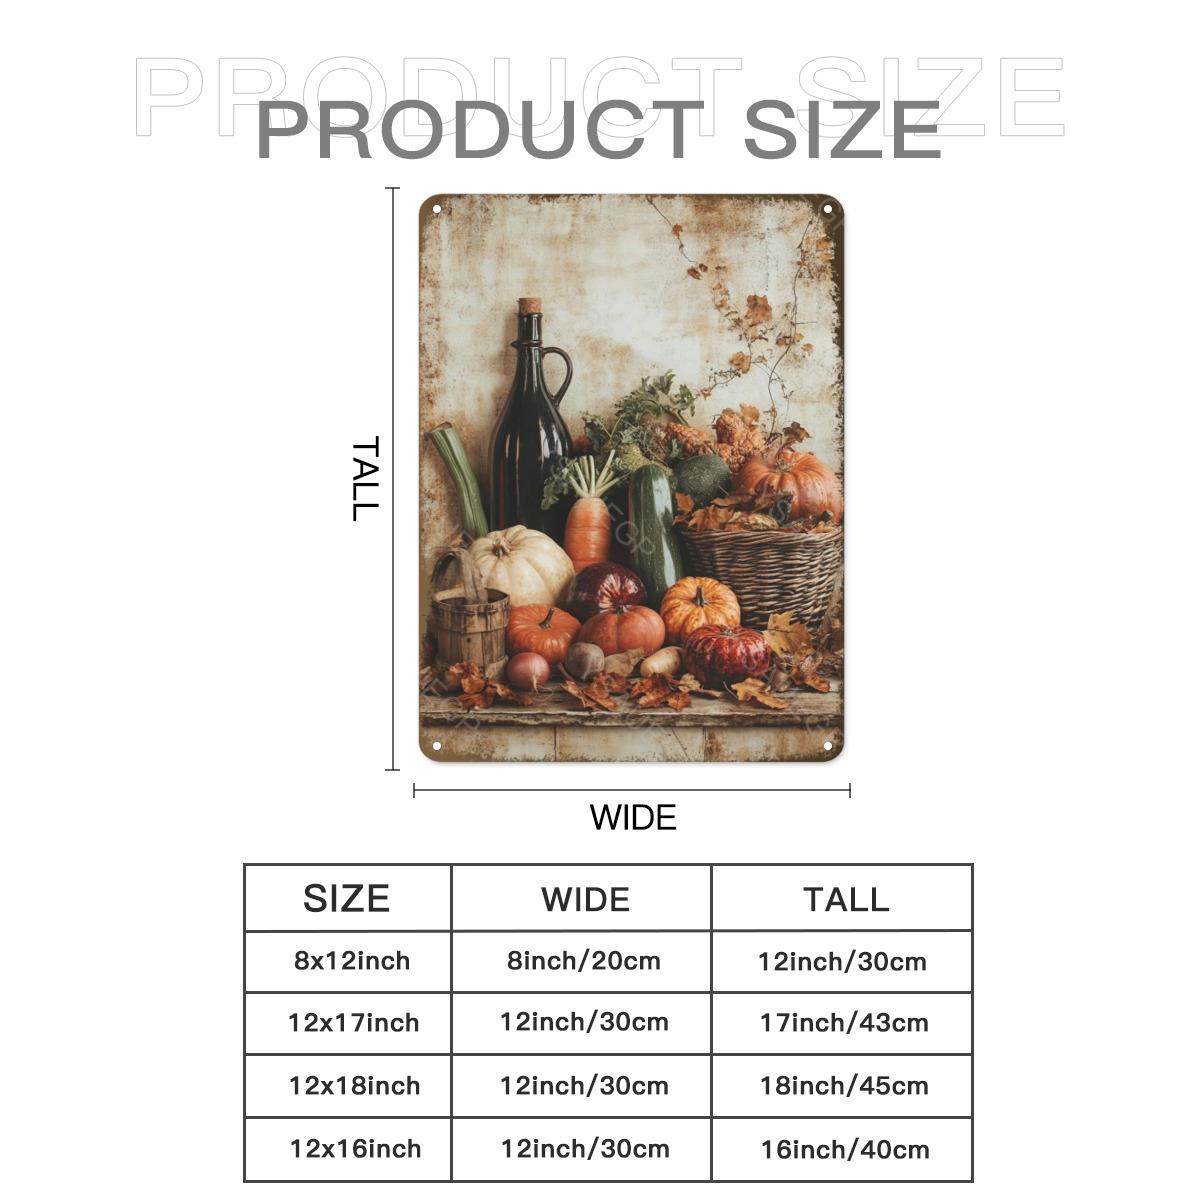 PRODUCT SIZE
PRODUCT SIZE
TALL
WIDE
SIZE WIDE TALL
8x12inch 8inch/20cm 12inch/30cm
12x17inch 12inch/30cm 17inch/43cm
12x18inch 12inch/30cm 18inch/45cm
12x16inch 12inch/30cm 16inch/40cm